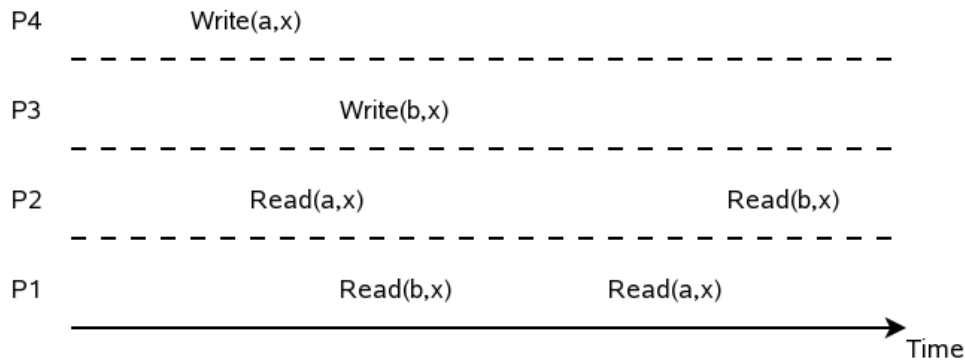 P4 Write(a,x)
P3 Write(b,x)
P2 Read(a,x) Read(b,x)
P1 Read(b,x) Read(a,x)
Time